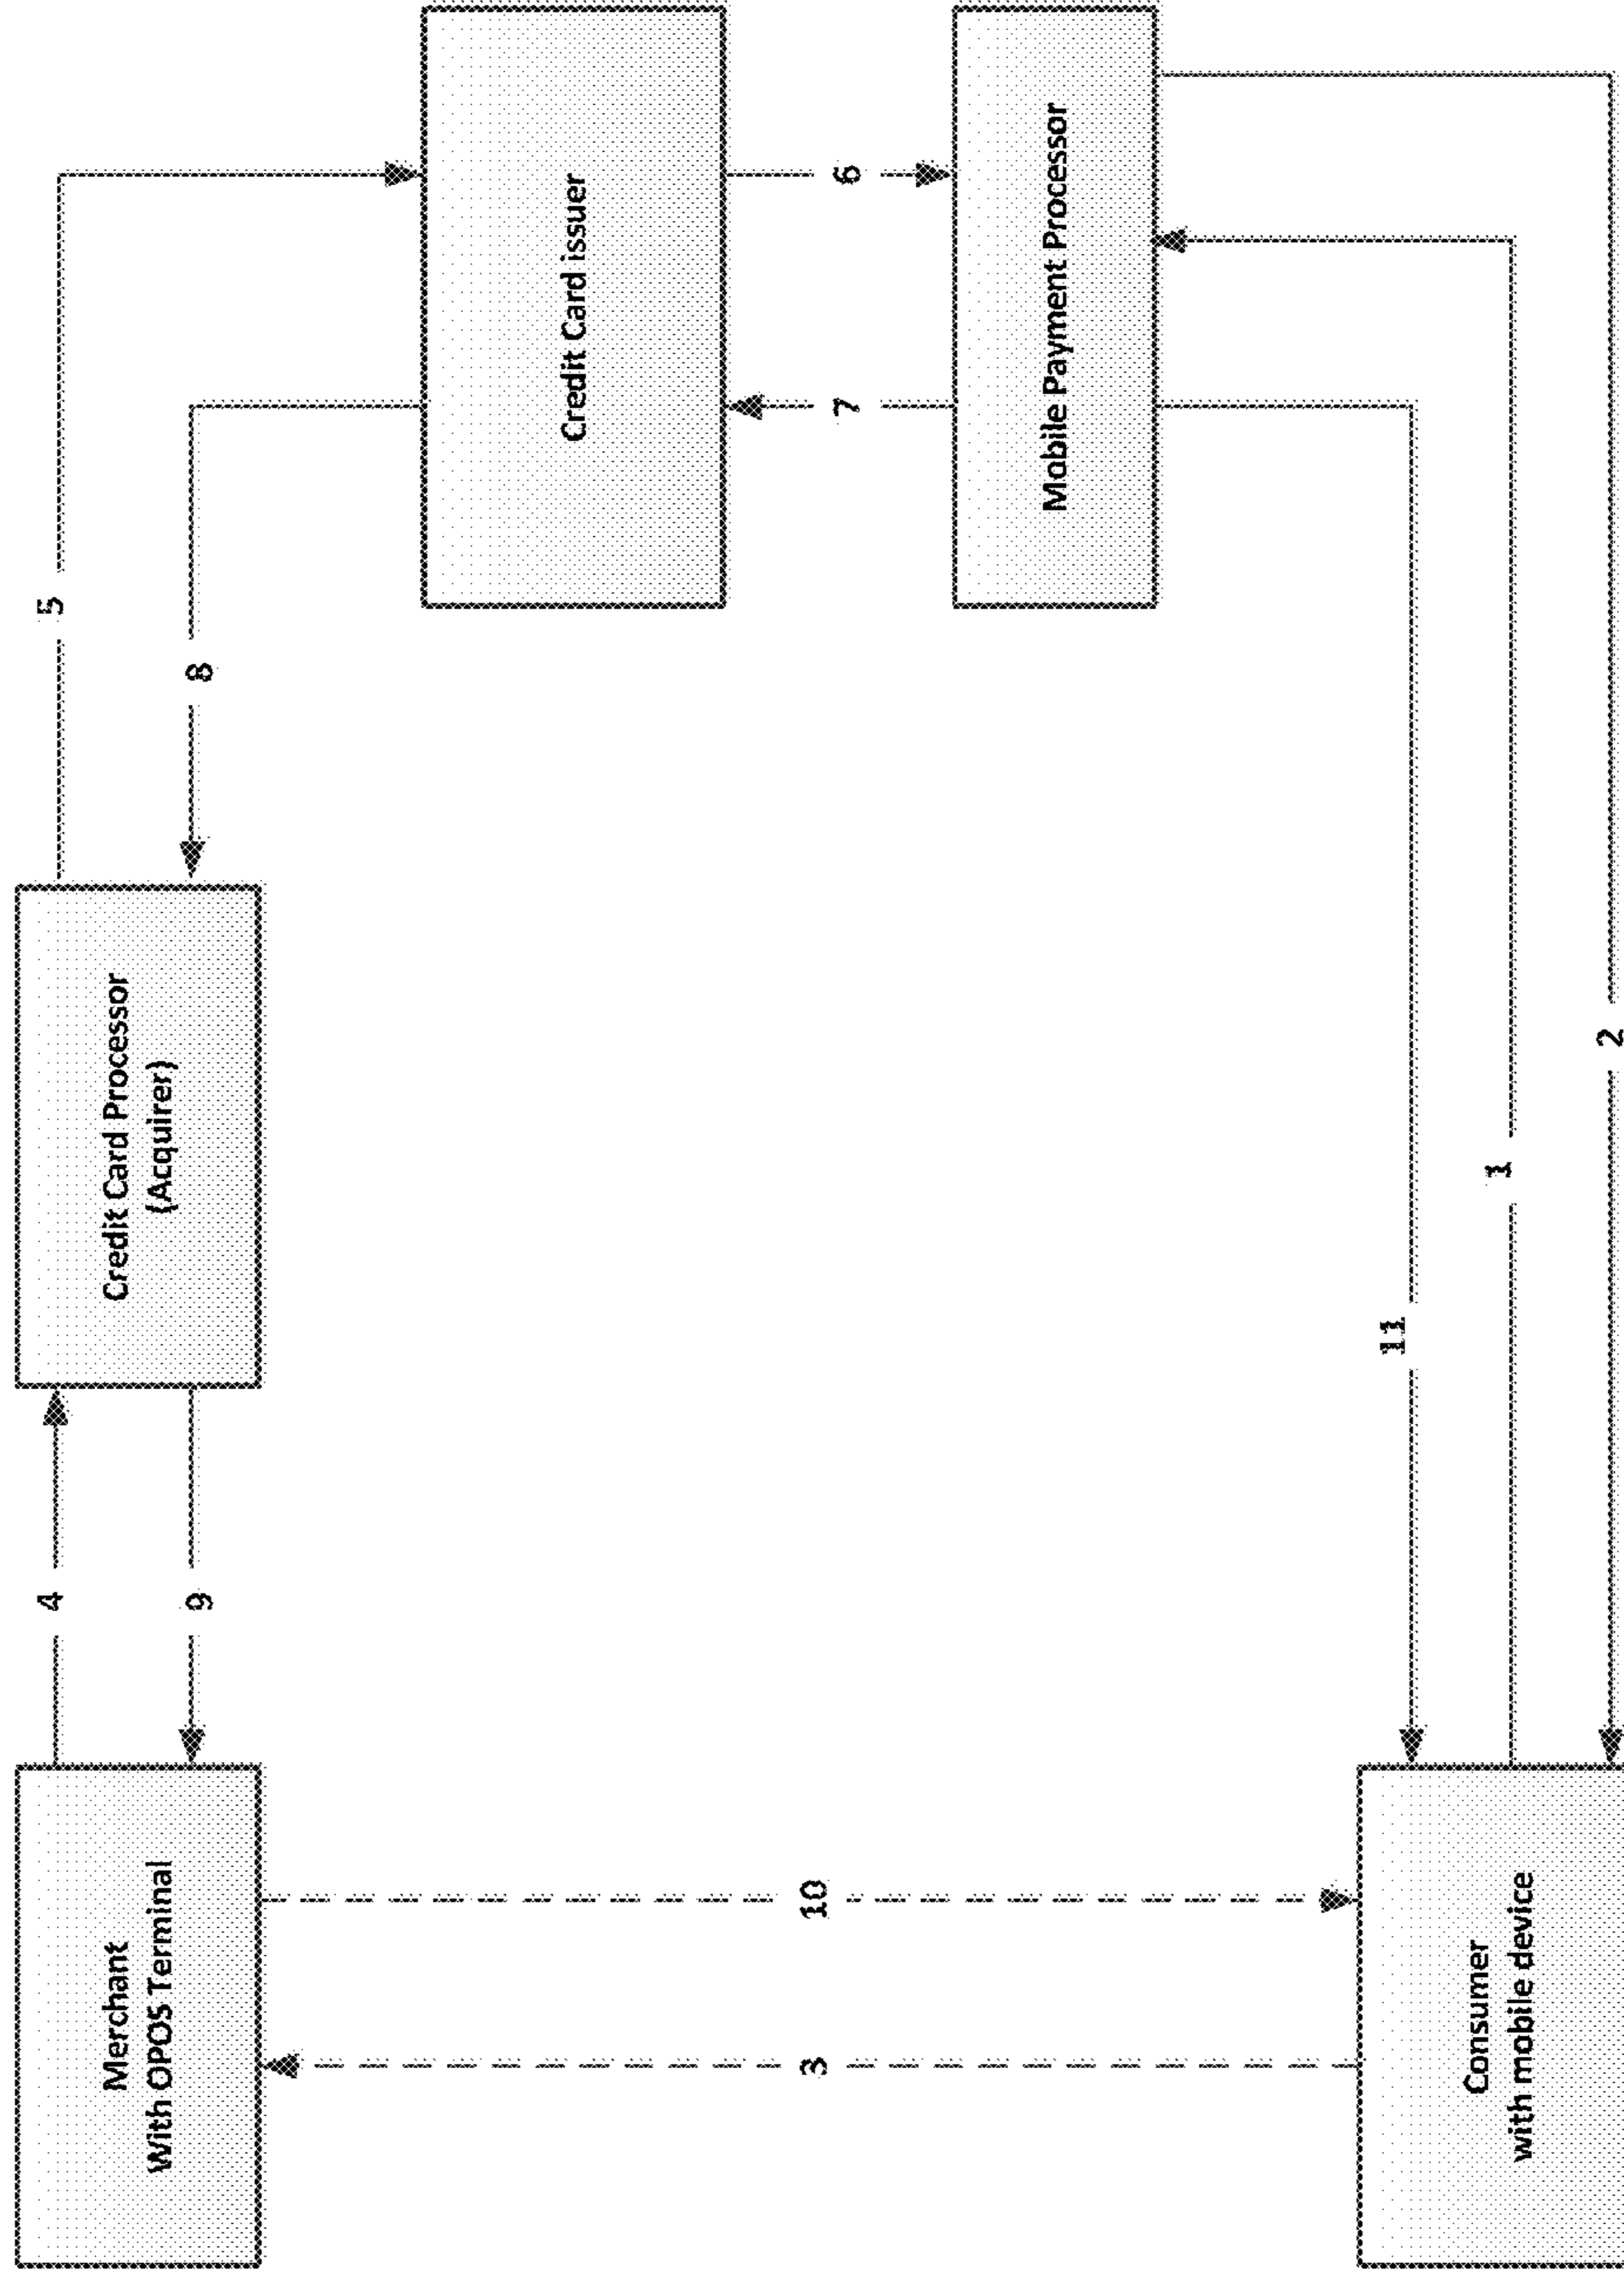 Merchant
With OPOS Terminal
4
9
Credit Card Processor
(Acquirer)
5
8
Credit Card issuer
6
7
Mobile Payment Processor
10
3
11
1
2
Consumer
with mobile device